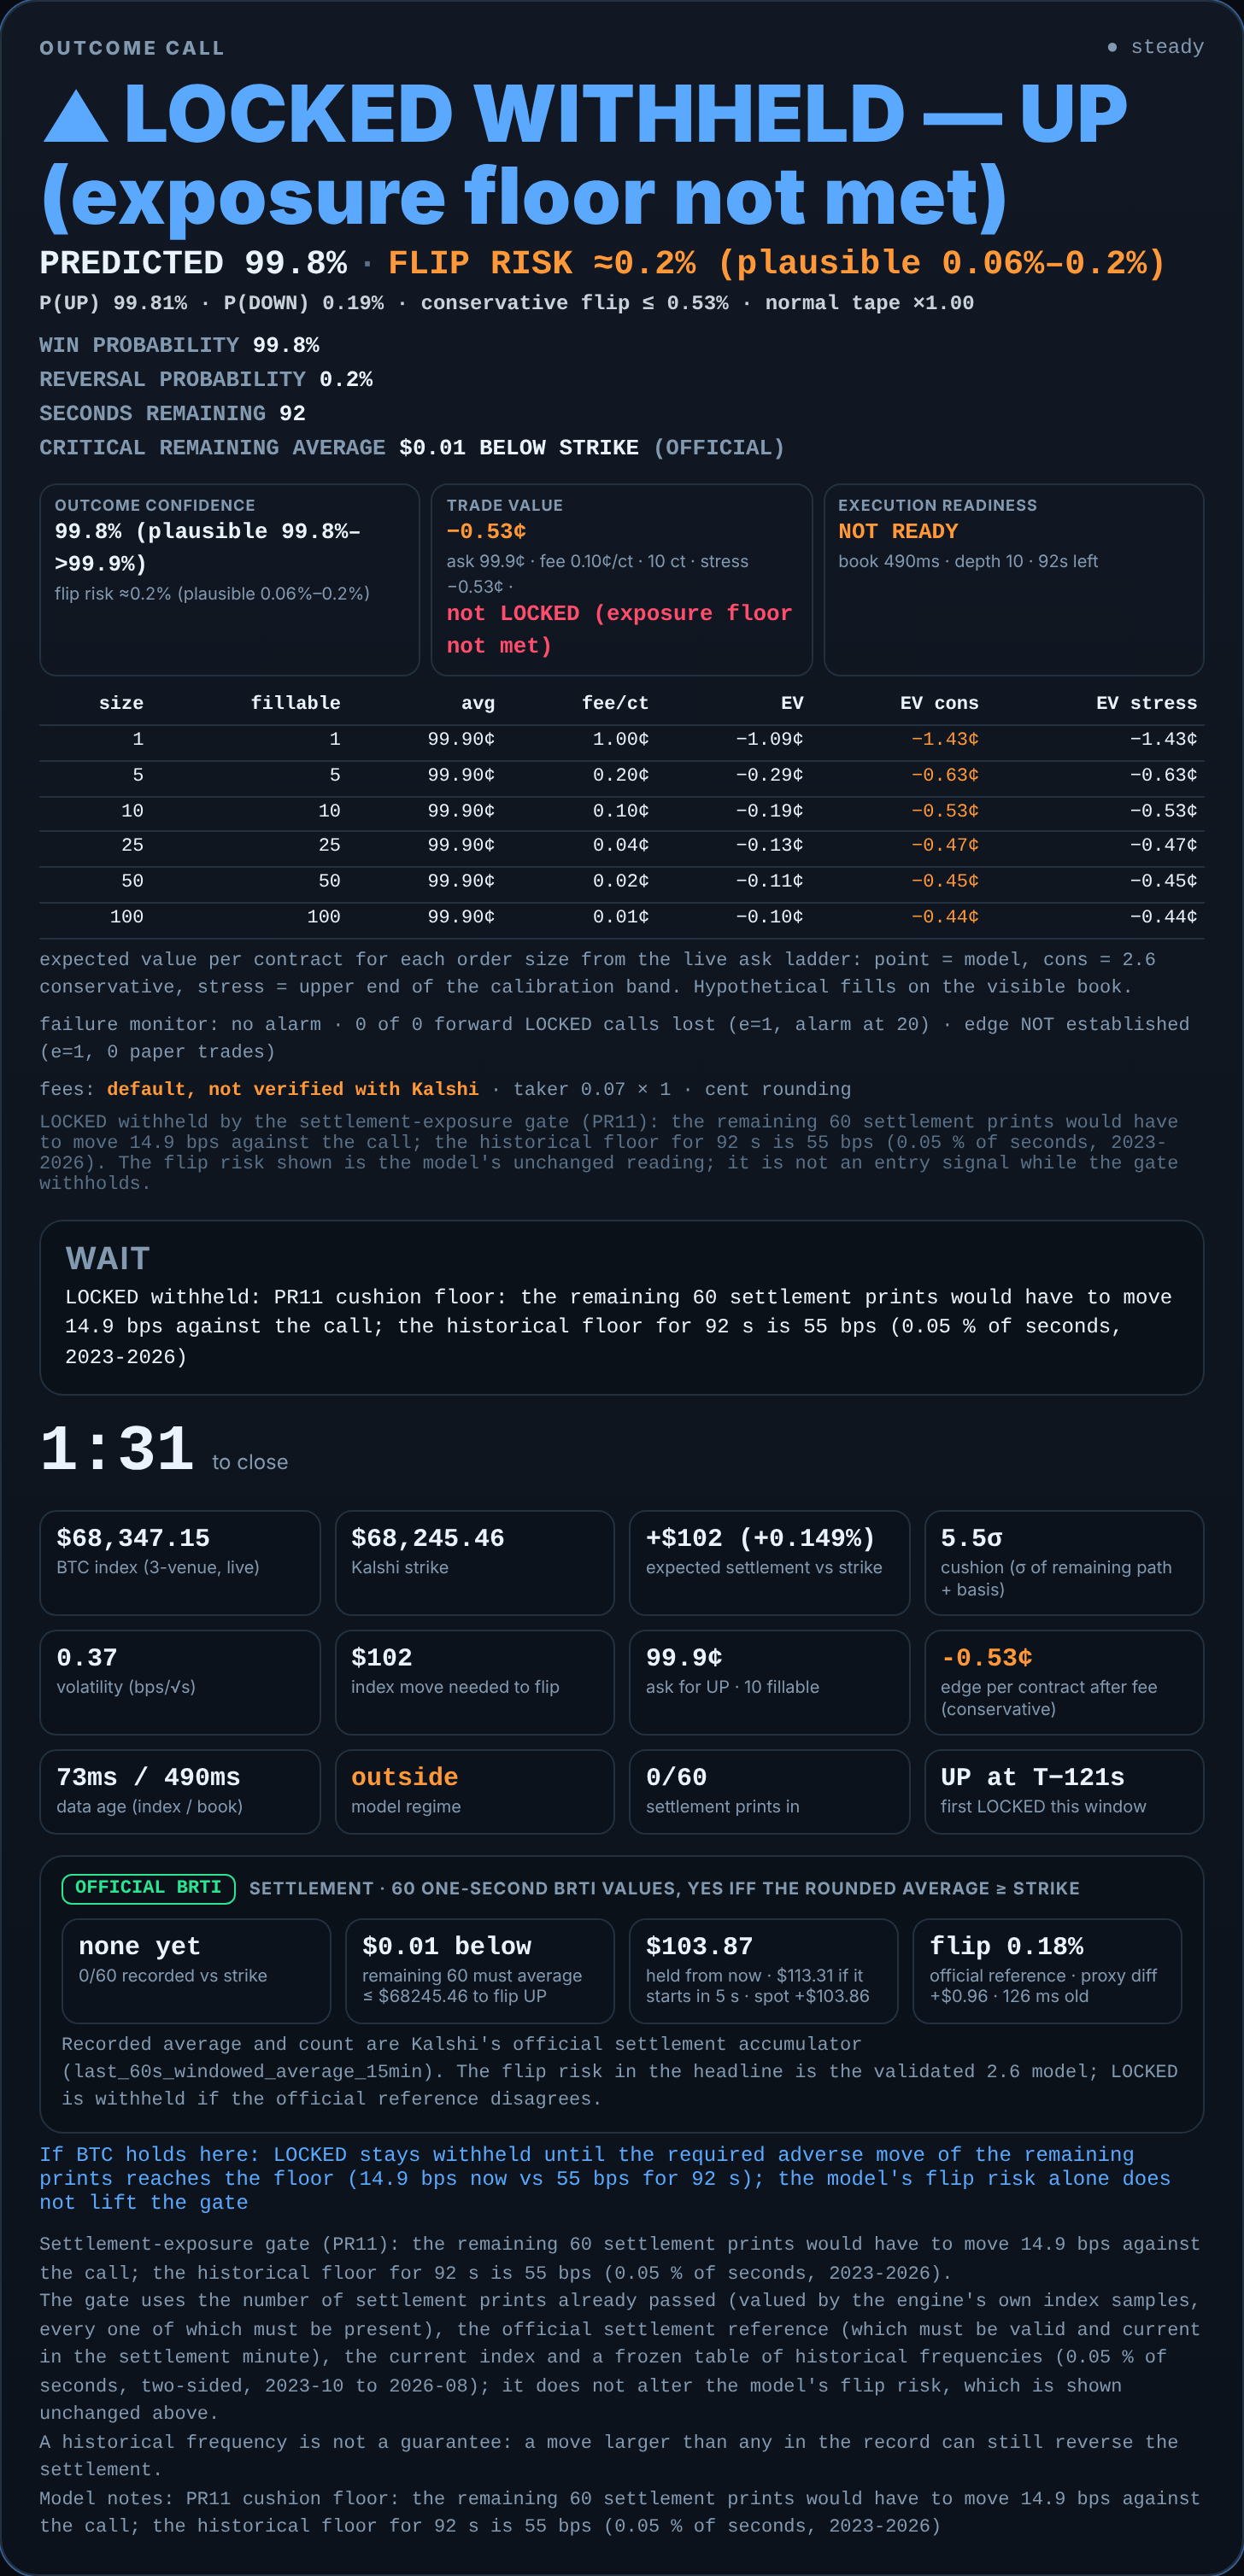 OUTCOME CALL
● steady
▲ LOCKED WITHHELD — UP
(exposure floor not met)
PREDICTED 99.8% · FLIP RISK ≈0.2% (plausible 0.06%–0.2%)
P(UP) 99.81% · P(DOWN) 0.19% · conservative flip ≤ 0.53% · normal tape ×1.00
WIN PROBABILITY 99.8%
REVERSAL PROBABILITY 0.2%
SECONDS REMAINING 92
CRITICAL REMAINING AVERAGE $0.01 BELOW STRIKE (OFFICIAL)
OUTCOME CONFIDENCE
99.8% (plausible 99.8%–
>99.9%)
flip risk ≈0.2% (plausible 0.06%–0.2%)
TRADE VALUE
−0.53¢
ask 99.9¢ · fee 0.10¢/ct · 10 ct · stress
−0.53¢ ·
not LOCKED (exposure floor
not met)
EXECUTION READINESS
NOT READY
book 490ms · depth 10 · 92s left
size fillable avg fee/ct EV EV cons EV stress
1 1 99.90¢ 1.00¢ −1.09¢ −1.43¢ −1.43¢
5 5 99.90¢ 0.20¢ −0.29¢ −0.63¢ −0.63¢
10 10 99.90¢ 0.10¢ −0.19¢ −0.53¢ −0.53¢
25 25 99.90¢ 0.04¢ −0.13¢ −0.47¢ −0.47¢
50 50 99.90¢ 0.02¢ −0.11¢ −0.45¢ −0.45¢
100 100 99.90¢ 0.01¢ −0.10¢ −0.44¢ −0.44¢
expected value per contract for each order size from the live ask ladder: point = model, cons = 2.6
conservative, stress = upper end of the calibration band. Hypothetical fills on the visible book.
failure monitor: no alarm · 0 of 0 forward LOCKED calls lost (e=1, alarm at 20) · edge NOT established
(e=1, 0 paper trades)
fees: default, not verified with Kalshi · taker 0.07 × 1 · cent rounding
LOCKED withheld by the settlement-exposure gate (PR11): the remaining 60 settlement prints would have
to move 14.9 bps against the call; the historical floor for 92 s is 55 bps (0.05 % of seconds, 2023-
2026). The flip risk shown is the model's unchanged reading; it is not an entry signal while the gate
withholds.
WAIT
LOCKED withheld: PR11 cushion floor: the remaining 60 settlement prints would have to move
14.9 bps against the call; the historical floor for 92 s is 55 bps (0.05 % of seconds,
2023-2026)
1:31 to close
$68,347.15
BTC index (3-venue, live)
$68,245.46
Kalshi strike
+$102 (+0.149%)
expected settlement vs strike
5.5σ
cushion (σ of remaining path
+ basis)
0.37
volatility (bps/√s)
$102
index move needed to flip
99.9¢
ask for UP · 10 fillable
-0.53¢
edge per contract after fee
(conservative)
73ms / 490ms
data age (index / book)
outside
model regime
0/60
settlement prints in
UP at T−121s
first LOCKED this window
OFFICIAL BRTI SETTLEMENT · 60 ONE-SECOND BRTI VALUES, YES IFF THE ROUNDED AVERAGE ≥ STRIKE
none yet
0/60 recorded vs strike
$0.01 below
remaining 60 must average
≤ $68245.46 to flip UP
$103.87
held from now · $113.31 if it
starts in 5 s · spot +$103.86
flip 0.18%
official reference · proxy diff
+$0.96 · 126 ms old
Recorded average and count are Kalshi's official settlement accumulator
(last_60s_windowed_average_15min). The flip risk in the headline is the validated 2.6 model; LOCKED
is withheld if the official reference disagrees.
If BTC holds here: LOCKED stays withheld until the required adverse move of the remaining
prints reaches the floor (14.9 bps now vs 55 bps for 92 s); the model's flip risk alone does
not lift the gate
Settlement-exposure gate (PR11): the remaining 60 settlement prints would have to move 14.9 bps against
the call; the historical floor for 92 s is 55 bps (0.05 % of seconds, 2023-2026).
The gate uses the number of settlement prints already passed (valued by the engine's own index samples,
every one of which must be present), the official settlement reference (which must be valid and current
in the settlement minute), the current index and a frozen table of historical frequencies (0.05 % of
seconds, two-sided, 2023-10 to 2026-08); it does not alter the model's flip risk, which is shown
unchanged above.
A historical frequency is not a guarantee: a move larger than any in the record can still reverse the
settlement.
Model notes: PR11 cushion floor: the remaining 60 settlement prints would have to move 14.9 bps against
the call; the historical floor for 92 s is 55 bps (0.05 % of seconds, 2023-2026)